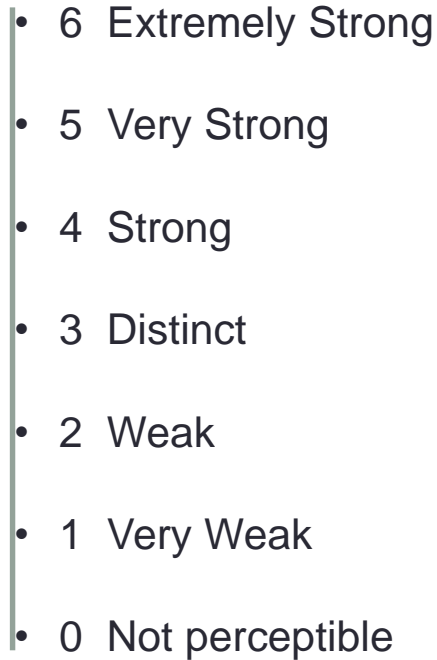 • 6 Extremely Strong
• 5 Very Strong
• 4 Strong
• 3 Distinct
• 2 Weak
• 1 Very Weak
• 0 Not perceptible